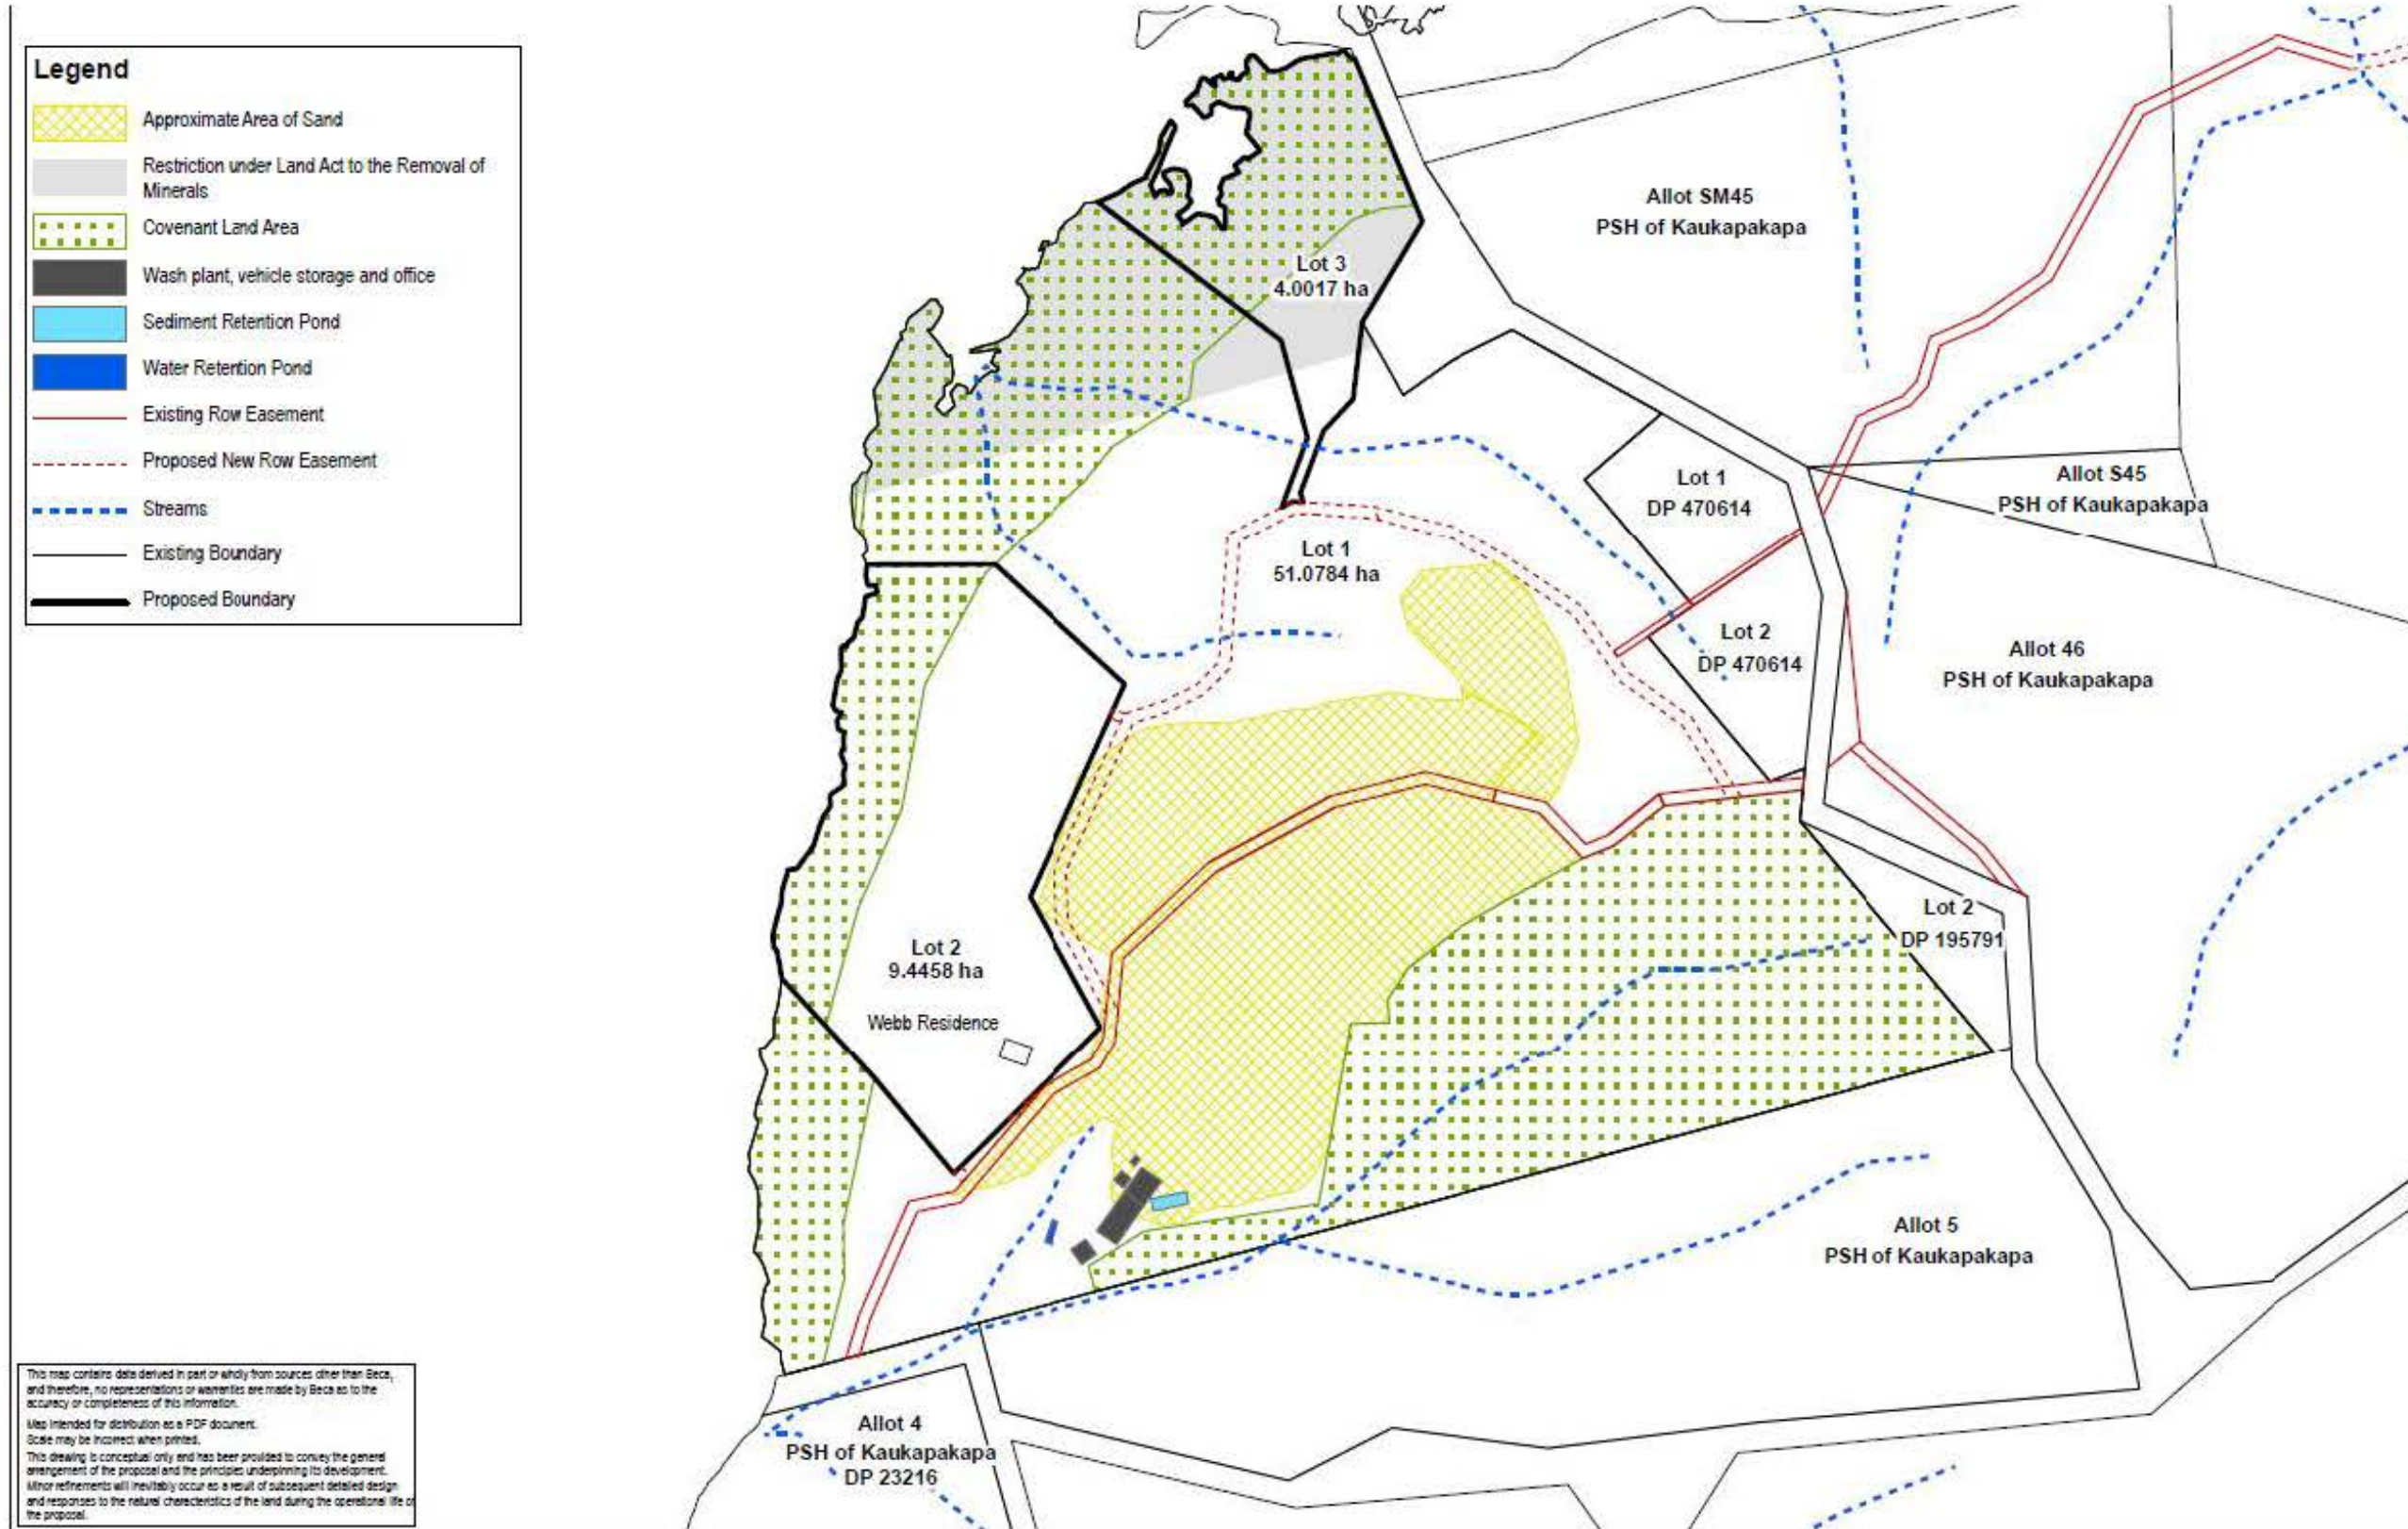 Legend
Approximate Area of Sand
Restriction under Land Act to the Removal of
Minerals
Covenant Land Area
Wash plant, vehicle storage and office
Sediment Retention Pond
Water Retention Pond
Existing Row Easement
Proposed New Row Easement
Streams
Existing Boundary
Proposed Boundary
Allot SM45
PSH of Kaukapakapa
Lot 3
4.0017 ha
Lot 1
DP 470614
Allot S45
PSH of Kaukapakapa
Lot 1
51.0784 ha
Lot 2
DP 470614
Allot 46
PSH of Kaukapakapa
Lot 2
DP 195791
Lot 2
9.4458 ha
Webb Residence
Allot 5
PSH of Kaukapakapa
Allot 4
PSH of Kaukapakapa
DP 23216
This map contains data derived in part or wholly from sources other than Beca,
and therefore, no representations or warranties are made by Beca as to the
accuracy or completeness of this information.
Map intended for distribution as a PDF document.
Scale may be incorrect when printed.
This drawing is conceptual only and has been provided to convey the general
arrangement of the proposal and the principles underpinning its development.
Minor refinements will inevitably occur as a result of subsequent detailed design
and responses to the natural characteristics of the land during the operational life of
the proposal.